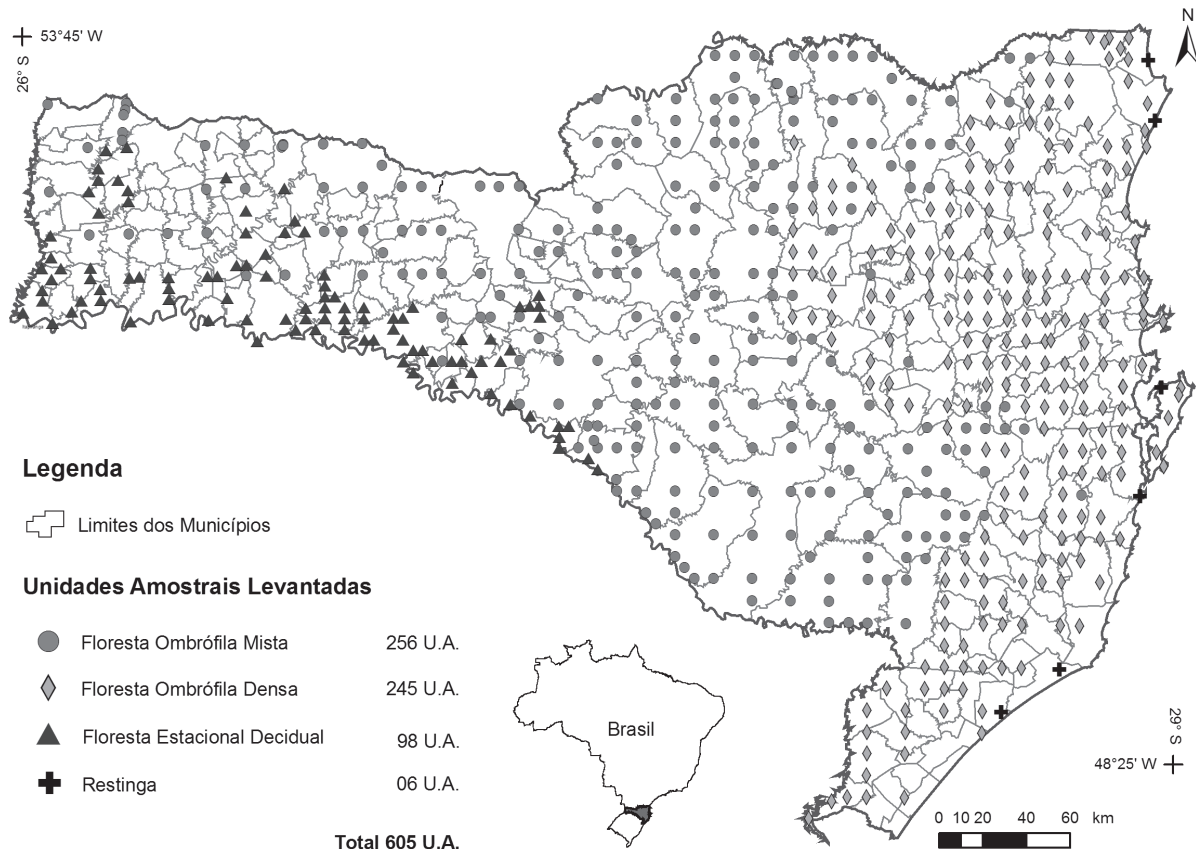 53°45' W
26° S
N
Legenda
Limites dos Municípios
Unidades Amostrais Levantadas
Floresta Ombrófila Mista 256 U.A.
Floresta Ombrófila Densa 245 U.A.
Floresta Estacional Decidual 98 U.A.
Restinga 06 U.A.
Total 605 U.A.
Brasil
29° S
48°25' W
0 10 20 40 60 km